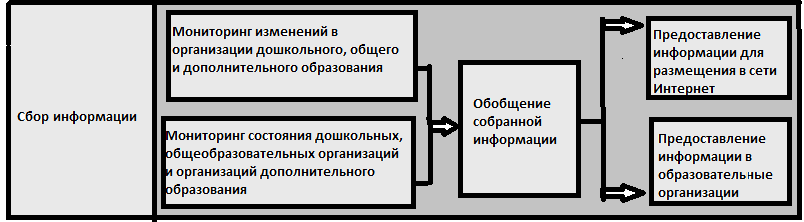 Сбор информации
Мониторинг изменений в
организации дошкольного, общего
и дополнительного образования
Мониторинг состояния дошкольных,
общеобразовательных организаций
и организаций дополнительного
образования
Обобщение
собранной
информации
Предоставление
информации для
размещения в сети
Интернет
Предоставление
информации в
образовательные
организации